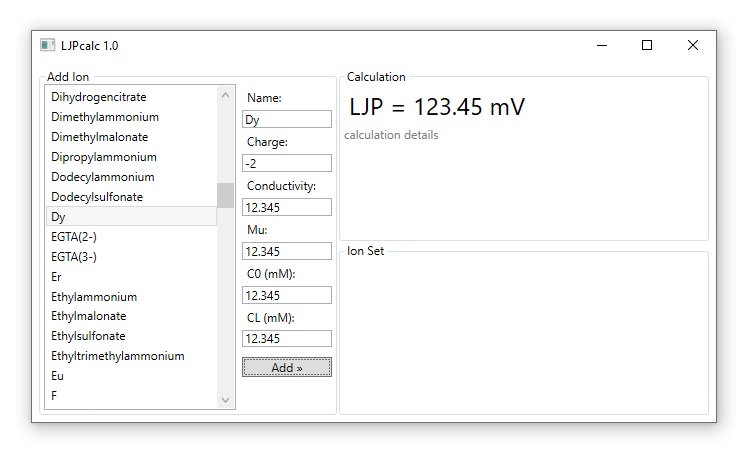 LJPcalc 1.0
Add Ion
Dihydrogencitrate
Dimethylammonium
Dimethylmalonate
Dipropylammonium
Dodecylammonium
Dodecylsulfonate
Dy
EGTA(2-)
EGTA(3-)
Er
Ethylammonium
Ethylmalonate
Ethylsulfonate
Ethyltrimethylammonium
Eu
F
Name:
Dy
Charge:
-2
Conductivity:
12.345
Mu:
12.345
C0 (mM):
12.345
CL (mM):
12.345
Add »
Calculation
LJP = 123.45 mV
calculation details
Ion Set